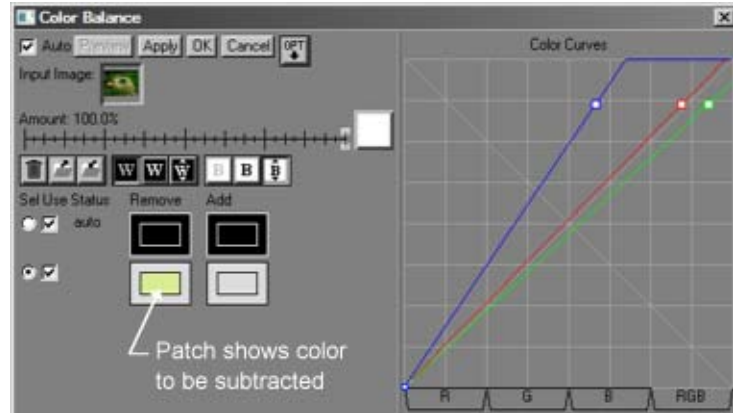 Color Balance
Auto Preview Apply OK Cancel OPT
Color Curves
Input Image:
Amount: 100.0%
W W W B B B
Sel Use Status Remove Add
auto
Patch shows color
to be subtracted
R G B RGB